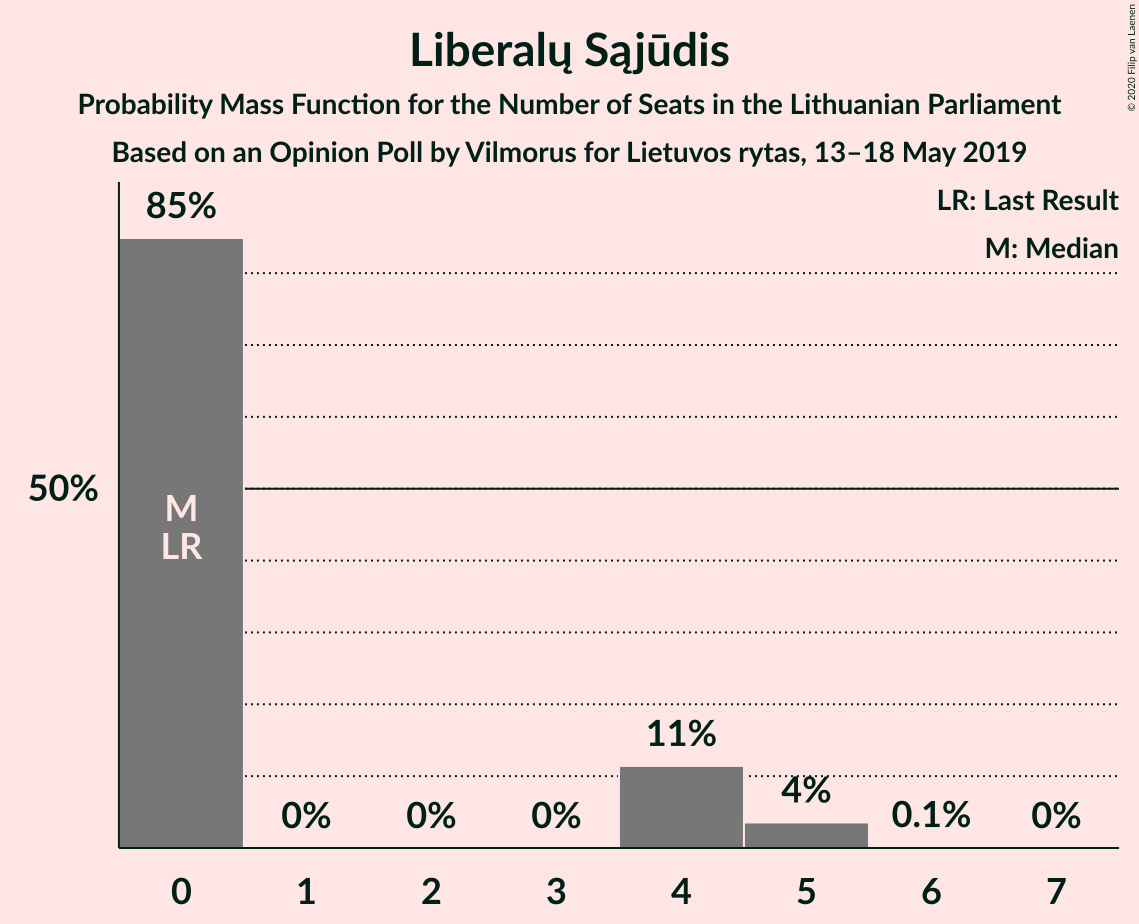 Liberalų Sąjūdis
Probability Mass Function for the Number of Seats in the Lithuanian Parliament
Based on an Opinion Poll by Vilmorus for Lietuvos rytas, 13–18 May 2019
© 2020 Filip van Laenen
LR: Last Result
M: Median
85%
50%
M
LR
0%
0%
0%
11%
4%
0.1%
0%
0
1
2
3
4
5
6
7